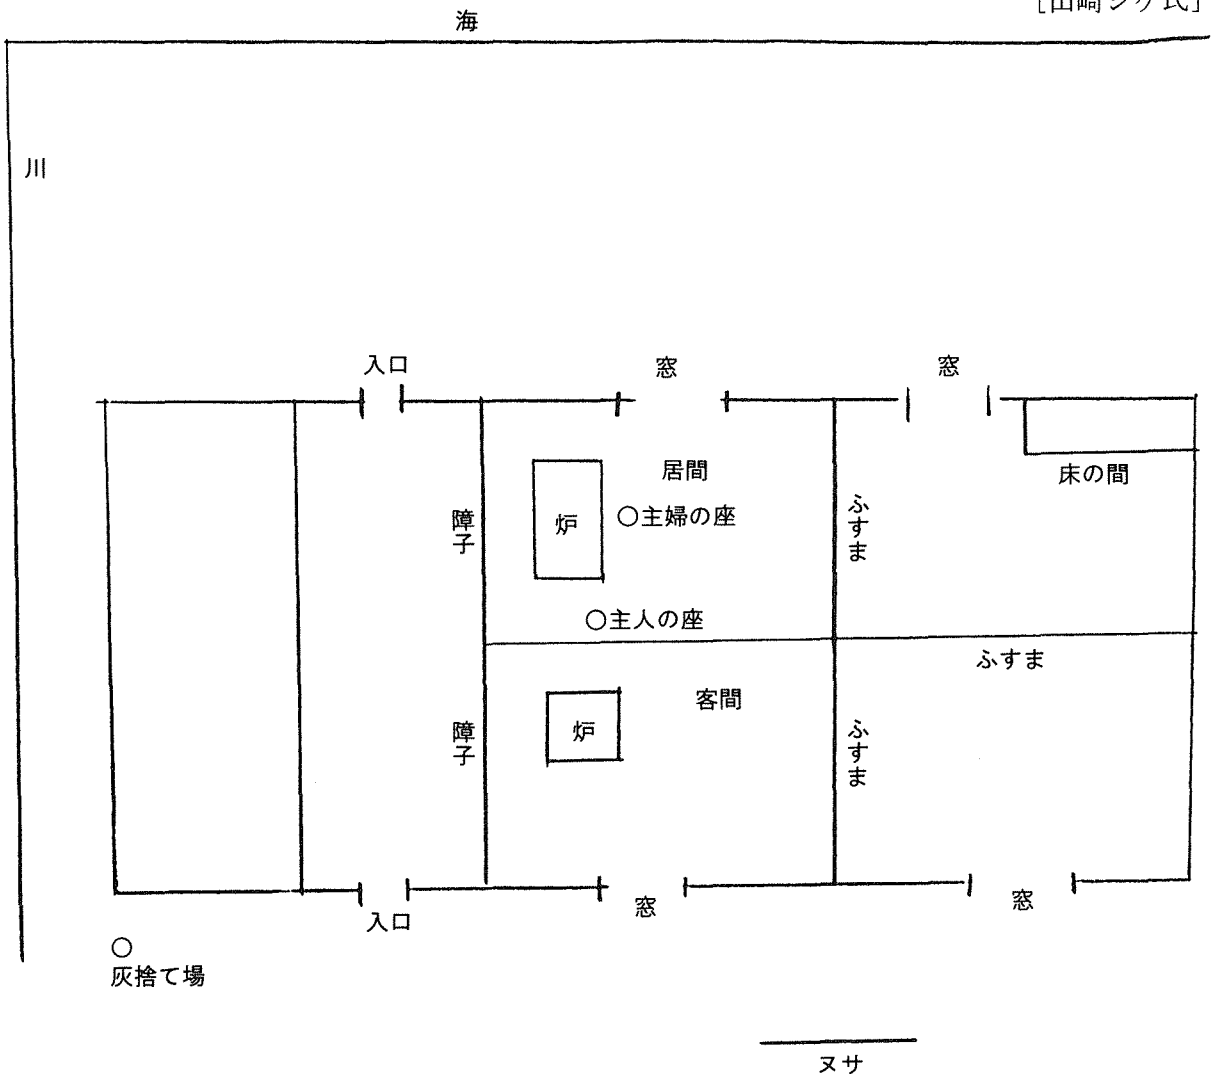 海
川
入口
窓
窓
居間
床の間
障子
炉
○主婦の座
ふすま
○主人の座
ふすま
客間
障子
炉
ふすま
入口
窓
窓
○
灰捨て場
ヌサ